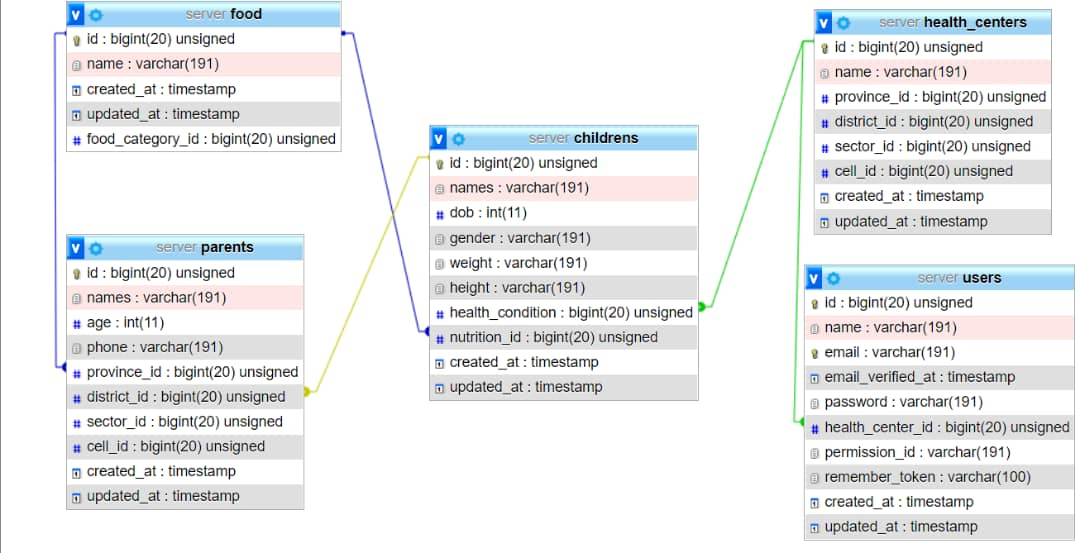 server food
id : bigint(20) unsigned
name : varchar(191)
created_at : timestamp
updated_at : timestamp
food_category_id : bigint(20) unsigned
server parents
id : bigint(20) unsigned
names : varchar(191)
age : int(11)
phone : varchar(191)
province_id : bigint(20) unsigned
district_id : bigint(20) unsigned
sector_id : bigint(20) unsigned
cell_id : bigint(20) unsigned
created_at : timestamp
updated_at : timestamp
server childrens
id : bigint(20) unsigned
names : varchar(191)
dob : int(11)
gender : varchar(191)
weight : varchar(191)
height : varchar(191)
health_condition : bigint(20) unsigned
nutrition_id : bigint(20) unsigned
created_at : timestamp
updated_at : timestamp
server health_centers
id : bigint(20) unsigned
name : varchar(191)
province_id : bigint(20) unsigned
district_id : bigint(20) unsigned
sector_id : bigint(20) unsigned
cell_id : bigint(20) unsigned
created_at : timestamp
updated_at : timestamp
server users
id : bigint(20) unsigned
name : varchar(191)
email : varchar(191)
email_verified_at : timestamp
password : varchar(191)
health_center_id : bigint(20) unsigned
permission_id : varchar(191)
remember_token : varchar(100)
created_at : timestamp
updated_at : timestamp